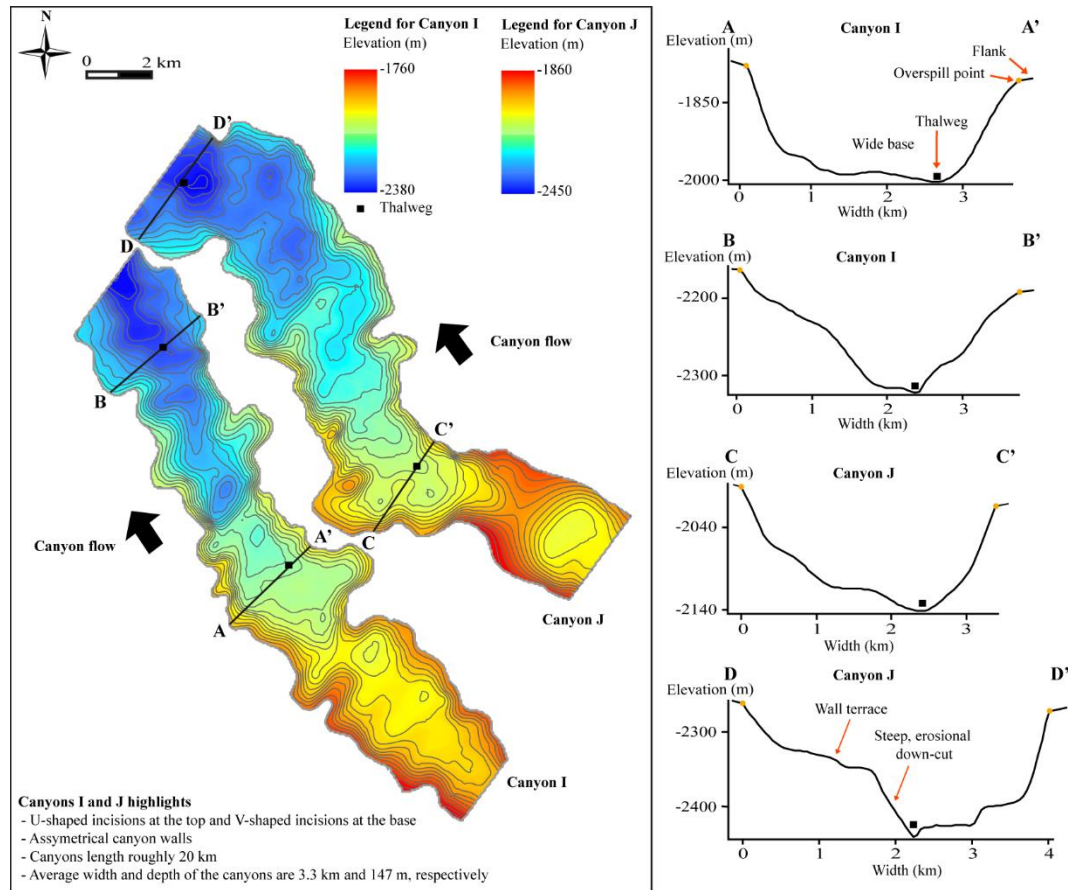 N
0 2 km
Legend for Canyon I
Elevation (m)
-1760
-2380
Thalweg
Legend for Canyon J
Elevation (m)
-1860
-2450
D'
D
B'
B
Canyon flow
Canyon flow
C'
C
A'
A
Canyon J
Canyon I
Canyons I and J highlights
- U-shaped incisions at the top and V-shaped incisions at the base
- Assymetrical canyon walls
- Canyons length roughly 20 km
- Average width and depth of the canyons are 3.3 km and 147 m, respectively
A Canyon I A'
Elevation (m)
Flank
Overspill point
-1850
Thalweg
Wide base
-2000
0 1 2 3
Width (km)
B B'
Elevation (m) Canyon I
-2200
-2300
0 1 2 3
Width (km)
C Canyon J C'
Elevation (m)
-2040
-2140
0 1 2 3
Width (km)
D Canyon J D'
Elevation (m)
Wall terrace
-2300
Steep, erosional
down-cut
-2400
0 1 2 3 4
Width (km)